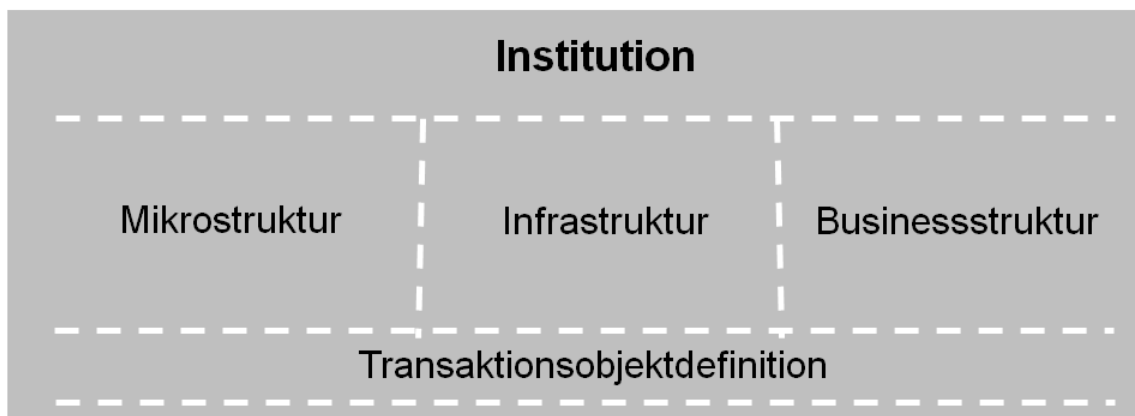 Institution
Mikrostruktur
Infrastruktur
Businessstruktur
Transaktionsobjektdefinition